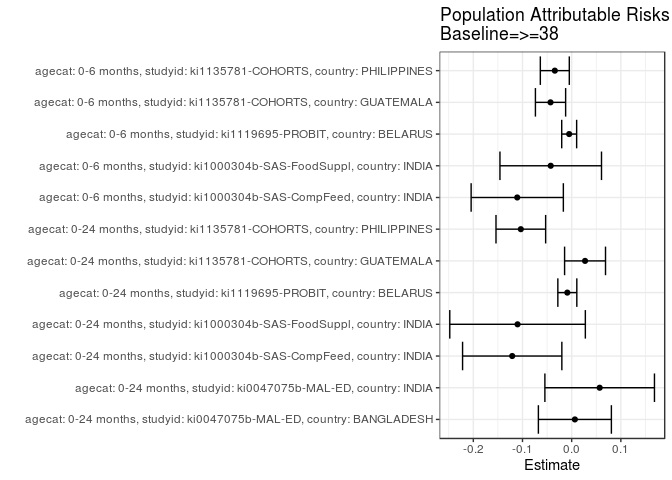 Population Attributable Risks
Baseline=>=38
agecat: 0-6 months, studyid: ki1135781-COHORTS, country: PHILIPPINES
agecat: 0-6 months, studyid: ki1135781-COHORTS, country: GUATEMALA
agecat: 0-6 months, studyid: ki1119695-PROBIT, country: BELARUS
agecat: 0-6 months, studyid: ki1000304b-SAS-FoodSuppl, country: INDIA
agecat: 0-6 months, studyid: ki1000304b-SAS-CompFeed, country: INDIA
agecat: 0-24 months, studyid: ki1135781-COHORTS, country: PHILIPPINES
agecat: 0-24 months, studyid: ki1135781-COHORTS, country: GUATEMALA
agecat: 0-24 months, studyid: ki1119695-PROBIT, country: BELARUS
agecat: 0-24 months, studyid: ki1000304b-SAS-FoodSuppl, country: INDIA
agecat: 0-24 months, studyid: ki1000304b-SAS-CompFeed, country: INDIA
agecat: 0-24 months, studyid: ki0047075b-MAL-ED, country: INDIA
agecat: 0-24 months, studyid: ki0047075b-MAL-ED, country: BANGLADESH
-0.2 -0.1 0.0 0.1
Estimate